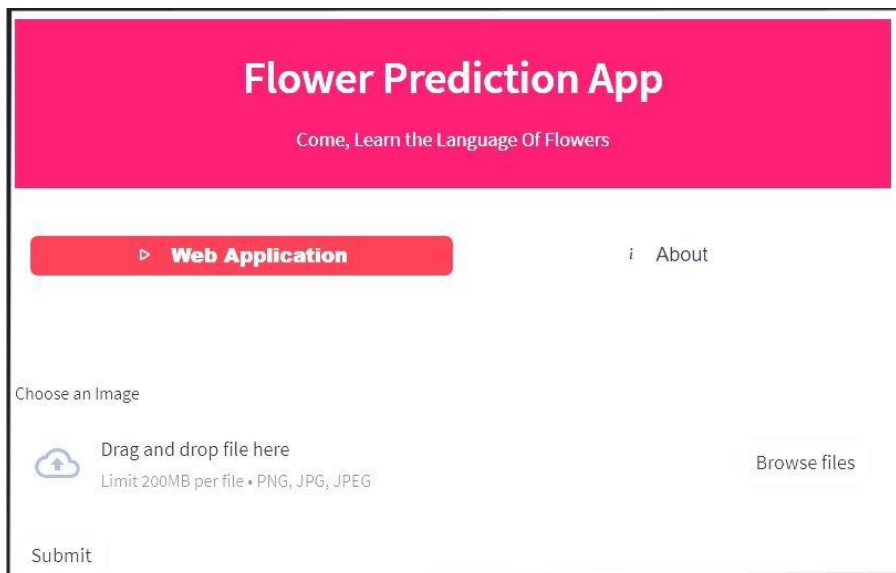 Flower Prediction App
Come, Learn the Language Of Flowers
Web Application
i About
Choose an Image
Drag and drop file here
Limit 200MB per file • PNG, JPG, JPEG
Browse files
Submit